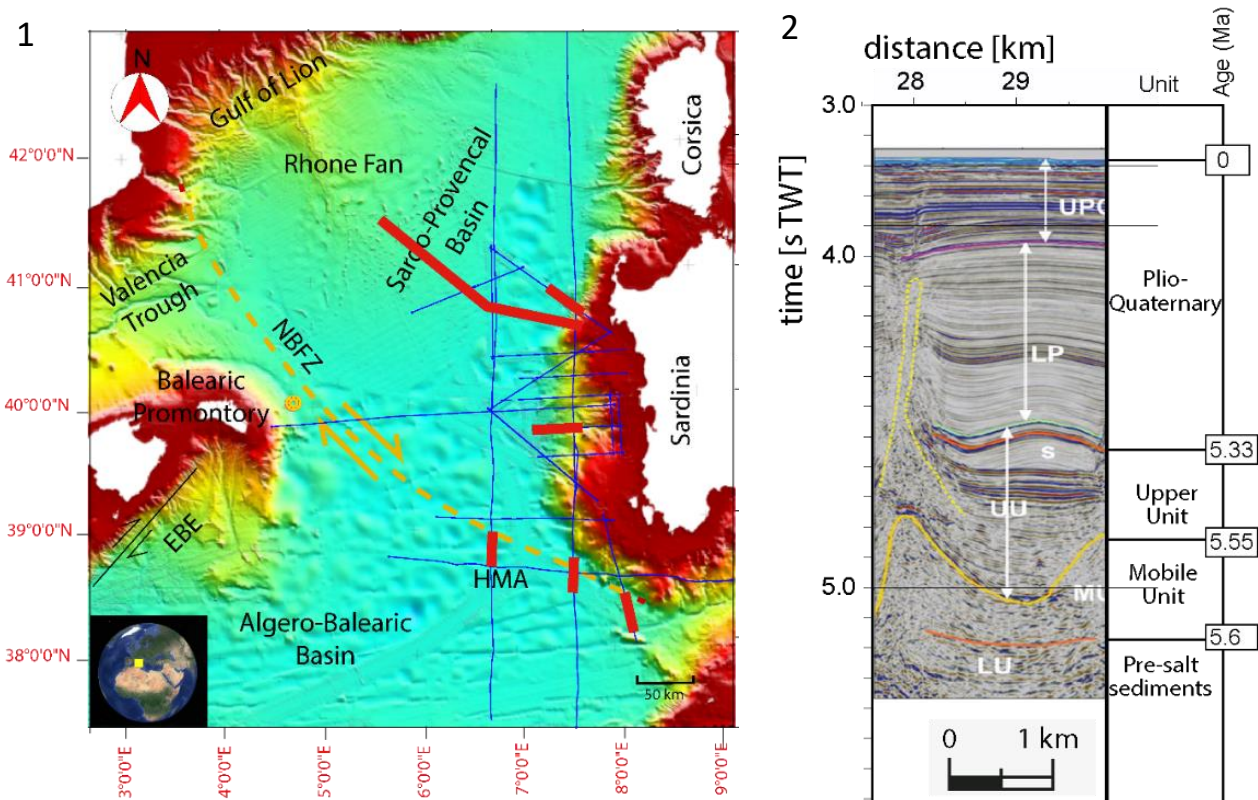 1
N
Gulf of Lion
Rhone Fan
Corsica
42°0'0"N
Sardo-Provencal
Basin
41°0'0"N
Valencia
Trough
NBFZ
Balearic
Promontory
40°0'0"N
Sardinia
EBE
39°0'0"N
HMA
Algero-Balearic
Basin
38°0'0"N
50 km
3°0'0"E
4°0'0"E
5°0'0"E
6°0'0"E
7°0'0"E
8°0'0"E
9°0'0"E
2
distance [km]
28
29
Unit
Age (Ma)
time [s TWT]
3.0
4.0
5.0
UPQ
LP
S
UU
MU
LU
Plio-
Quaternary
Upper
Unit
Mobile
Unit
Pre-salt
sediments
0
5.33
5.55
5.6
0
1 km